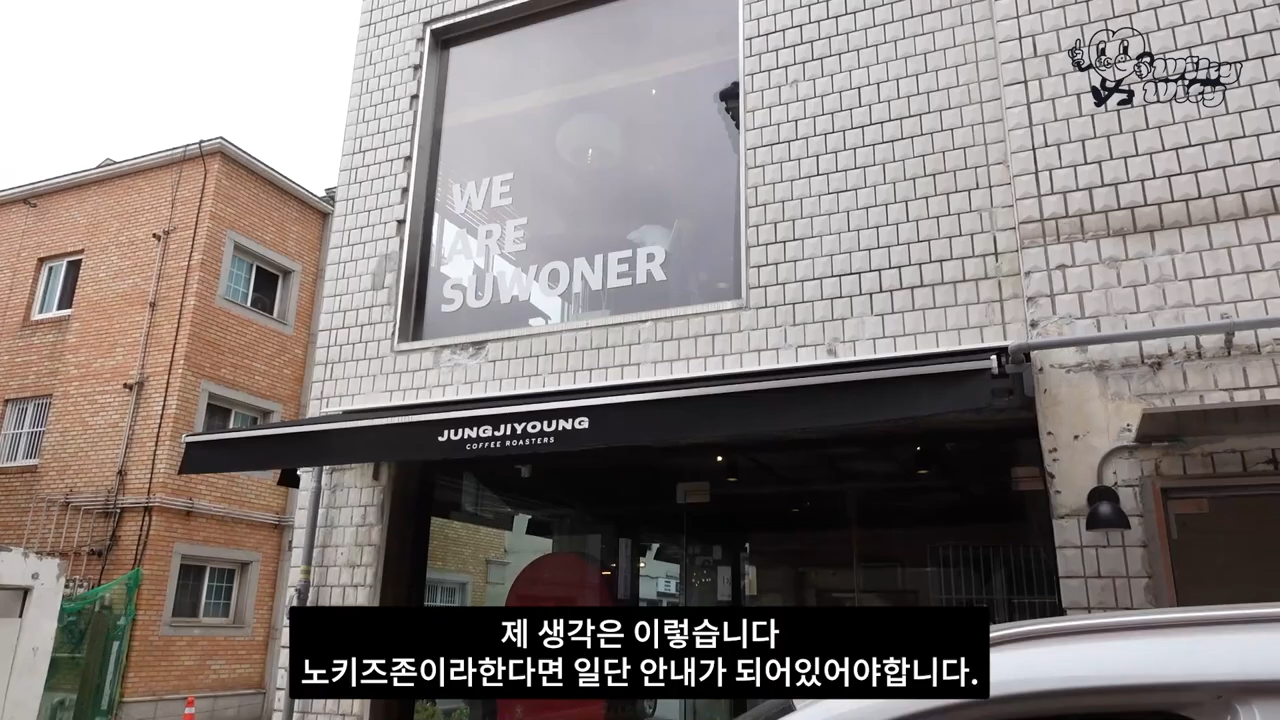 WE
ARE
SUWONER
JUNGJIYOUNG
COFFEE ROASTERS
제 생각은 이렇습니다
노키즈존이라한다면 일단 안내가 되어있어야합니다.